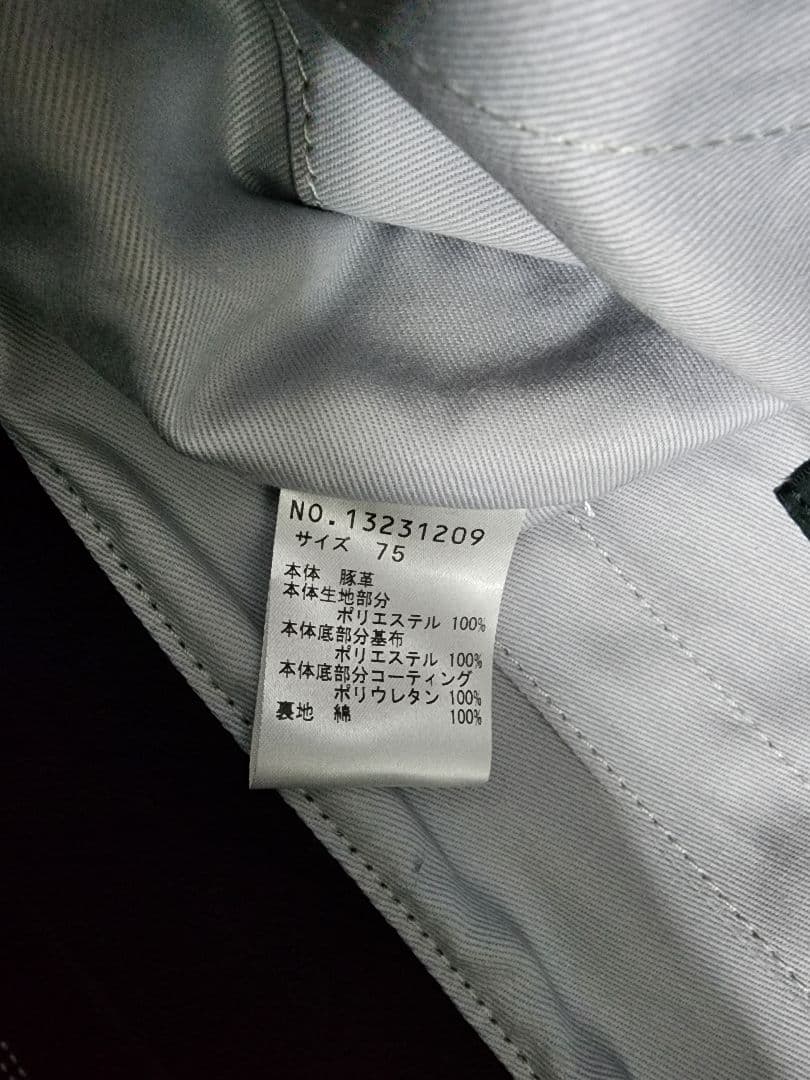 NO.13231209
サイズ 75
本体 豚革
本体生地部分
ポリエステル 100%
本体底部分基布
ポリエステル 100%
本体底部分コーティング
ポリウレタン 100%
裏地 綿 100%